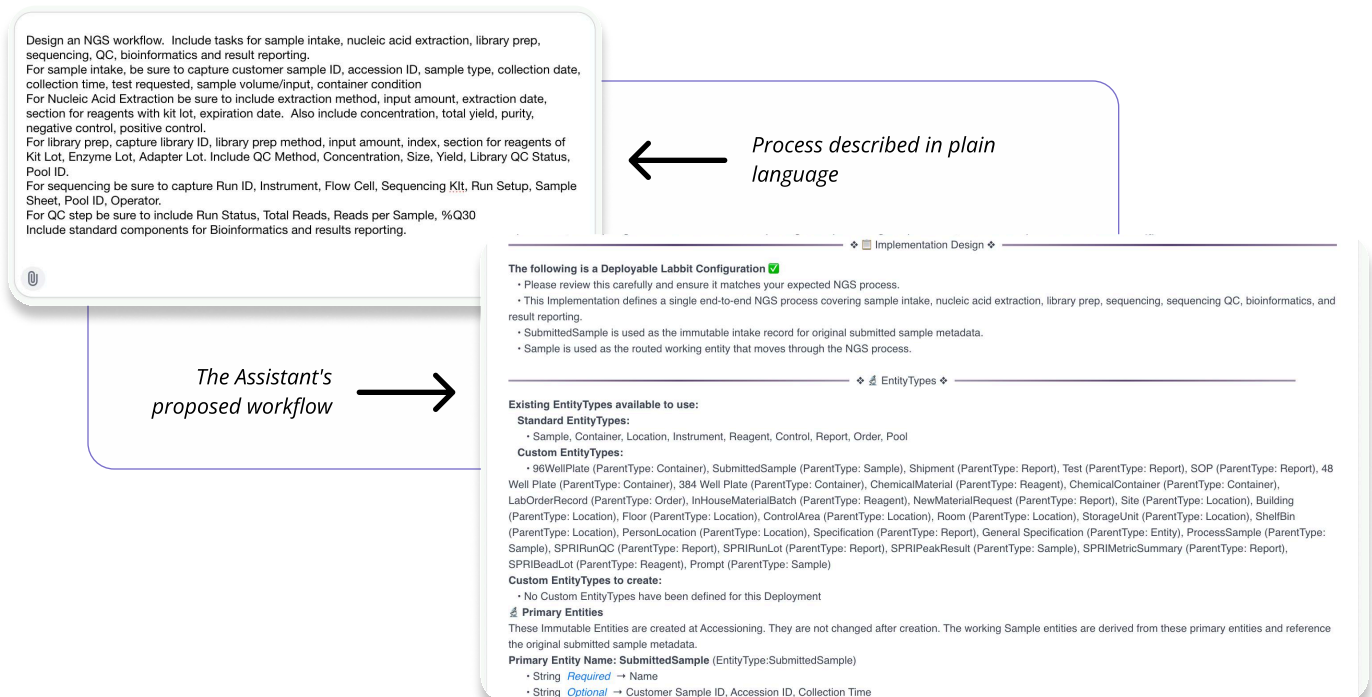 Design an NGS workflow.  Include tasks for sample intake, nucleic acid extraction, library prep,
sequencing, QC, bioinformatics and result reporting.
For sample intake, be sure to capture customer sample ID, accession ID, sample type, collection date,
collection time, test requested, sample volume/input, container condition
For Nucleic Acid Extraction be sure to include extraction method, input amount, extraction date,
section for reagents with kit lot, expiration date.  Also include concentration, total yield, purity,
negative control, positive control.
For library prep, capture library ID, library prep method, input amount, index, section for reagents of
Kit Lot, Enzyme Lot, Adapter Lot. Include QC Method, Concentration, Size, Yield, Library QC Status,
Pool ID.
For sequencing be sure to capture Run ID, Instrument, Flow Cell, Sequencing KIt, Run Setup, Sample
Sheet, Pool ID, Operator.
For QC step be sure to include Run Status, Total Reads, Reads per Sample, %Q30
Include standard components for Bioinformatics and results reporting.
Process described in plain
language
The Assistant's
proposed workflow
❖ 📋 Implementation Design ❖
The following is a Deployable Labbit Configuration ✅
• Please review this carefully and ensure it matches your expected NGS process.
• This Implementation defines a single end-to-end NGS process covering sample intake, nucleic acid extraction, library prep, sequencing, sequencing QC, bioinformatics, and
result reporting.
• SubmittedSample is used as the immutable intake record for original submitted sample metadata.
• Sample is used as the routed working entity that moves through the NGS process.
❖ 🔬 EntityTypes ❖
Existing EntityTypes available to use:
Standard EntityTypes:
• Sample, Container, Location, Instrument, Reagent, Control, Report, Order, Pool
Custom EntityTypes:
• 96WellPlate (ParentType: Container), SubmittedSample (ParentType: Sample), Shipment (ParentType: Report), Test (ParentType: Report), SOP (ParentType: Report), 48
Well Plate (ParentType: Container), 384 Well Plate (ParentType: Container), ChemicalMaterial (ParentType: Reagent), ChemicalContainer (ParentType: Container),
LabOrderRecord (ParentType: Order), InHouseMaterialBatch (ParentType: Reagent), NewMaterialRequest (ParentType: Report), Site (ParentType: Location), Building
(ParentType: Location), Floor (ParentType: Location), ControlArea (ParentType: Location), Room (ParentType: Location), StorageUnit (ParentType: Location), ShelfBin
(ParentType: Location), PersonLocation (ParentType: Location), Specification (ParentType: Report), General Specification (ParentType: Entity), ProcessSample (ParentType:
Sample), SPRIRunQC (ParentType: Report), SPRIRunLot (ParentType: Report), SPRIPeakResult (ParentType: Sample), SPRIMetricSummary (ParentType: Report),
SPRIBeadLot (ParentType: Reagent), Prompt (ParentType: Sample)
Custom EntityTypes to create:
• No Custom EntityTypes have been defined for this Deployment
🔬 Primary Entities
These Immutable Entities are created at Accessioning. They are not changed after creation. The working Sample entities are derived from these primary entities and reference
the original submitted sample metadata.
Primary Entity Name: SubmittedSample (EntityType:SubmittedSample)
• String Required → Name
• String Optional → Customer Sample ID, Accession ID, Collection Time